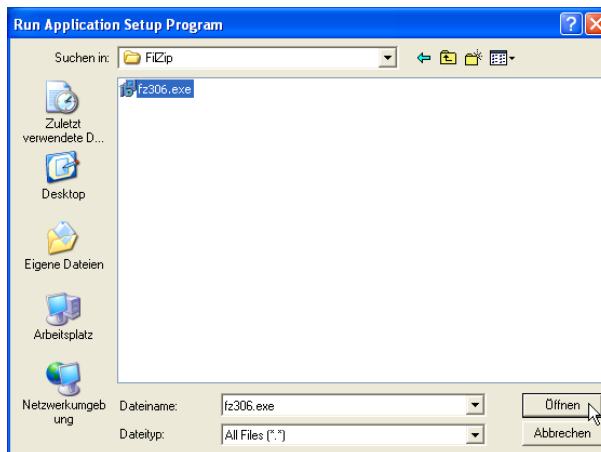 Run Application Setup Program
Suchen in:
FilZip
fz306.exe
Zuletzt
verwendete D...
Desktop
Eigene Dateien
Arbeitsplatz
Netzwerkumgeb
ung
Dateiname:
fz306.exe
Öffnen
Dateityp:
All Files (*.*)
Abbrechen